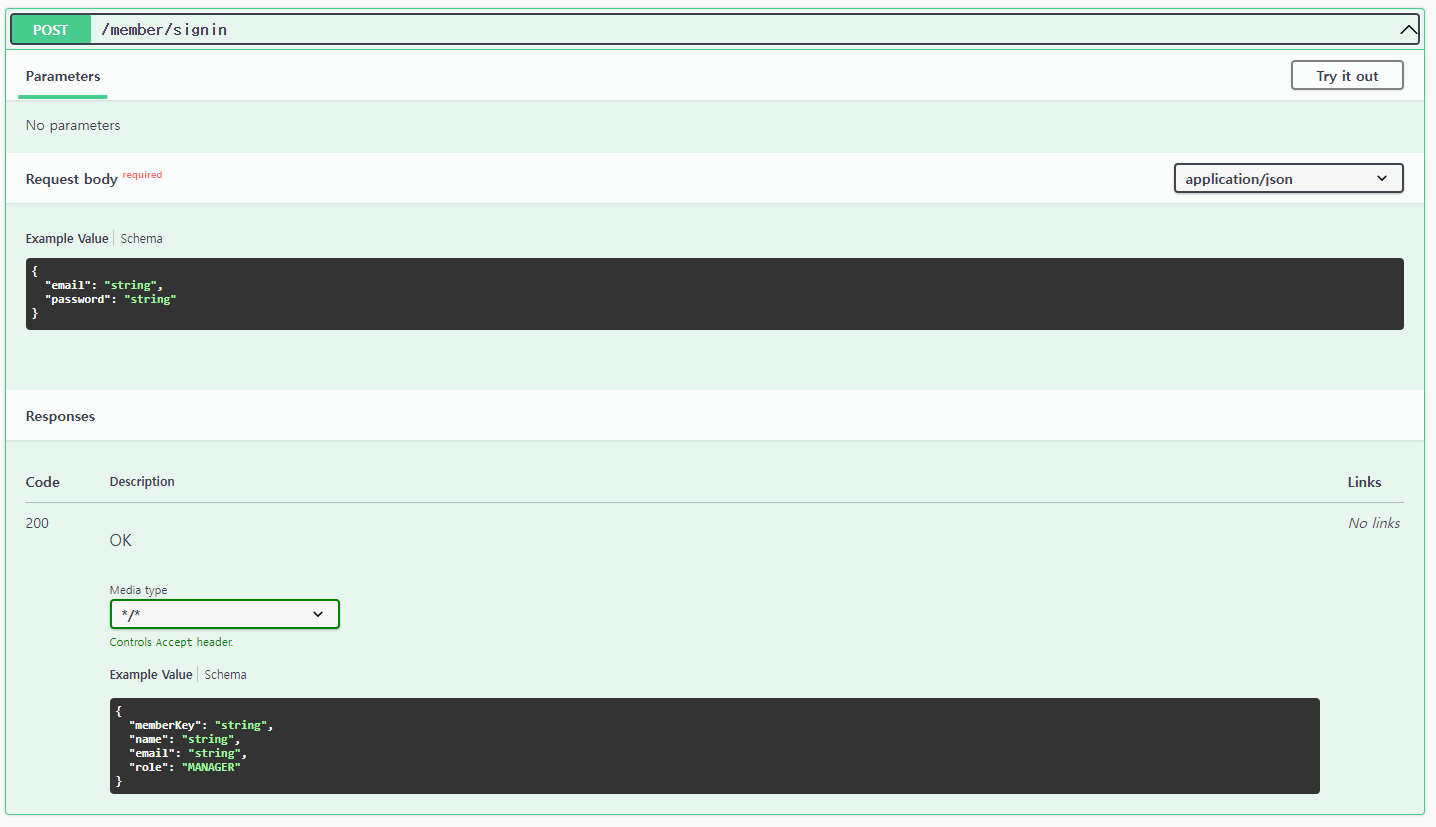 POST /member/signin
Parameters
Try it out
No parameters
Request body required
application/json
Example Value Schema
{
  "email": "string",
  "password": "string"
}
Responses
Code Description Links
200 No links
OK
Media type
*/*
Controls Accept header.
Example Value Schema
{
  "memberKey": "string",
  "name": "string",
  "email": "string",
  "role": "MANAGER"
}